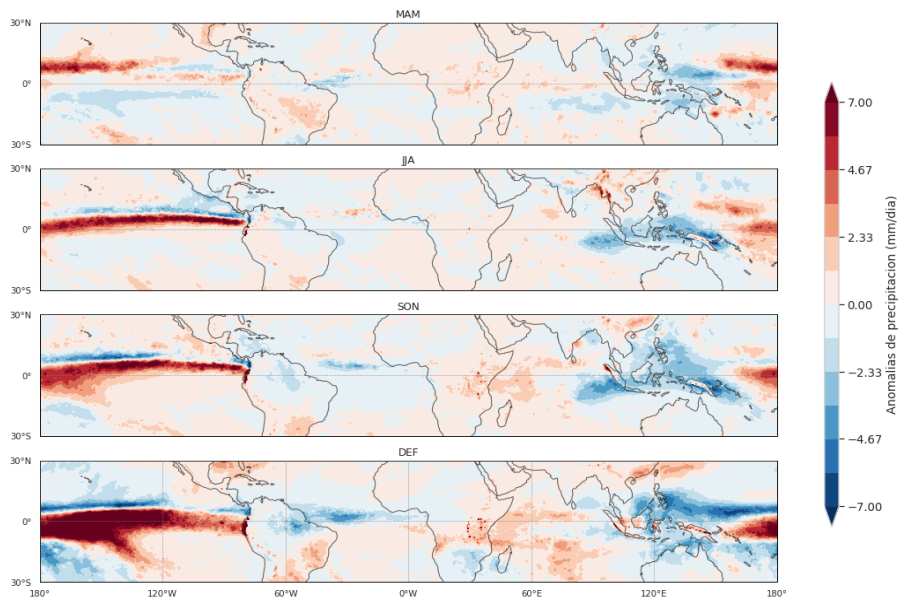 MAM
30°N
0°
30°S
JJA
30°N
0°
30°S
SON
30°N
0°
30°S
DEF
30°N
0°
30°S
180°
120°W
60°W
0°W
60°E
120°E
180°
7.00
4.67
2.33
0.00
−2.33
−4.67
−7.00
Anomalias de precipitacion (mm/dia)